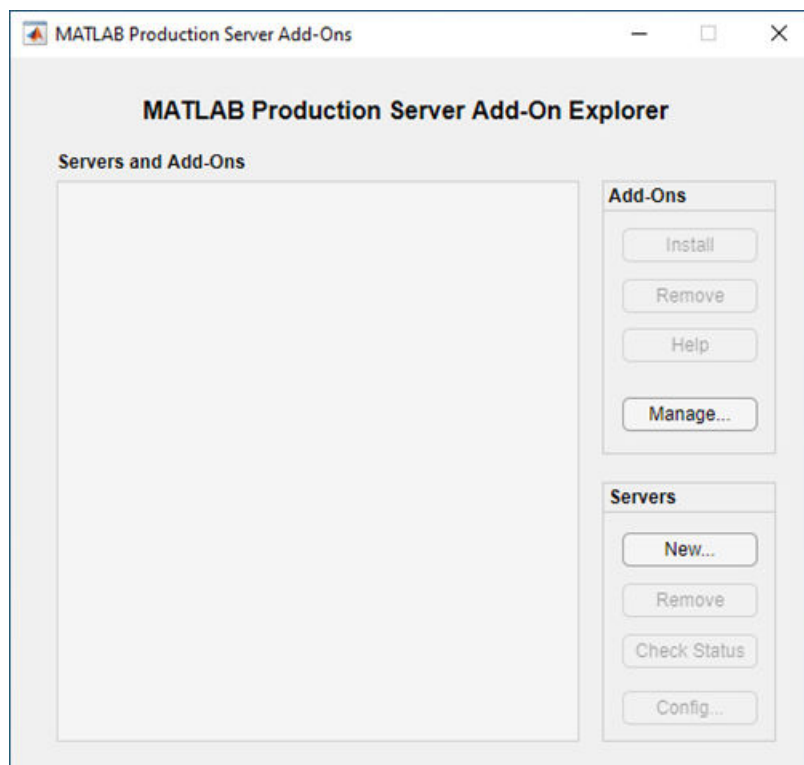 MATLAB Production Server Add-Ons
MATLAB Production Server Add-On Explorer
Servers and Add-Ons
Add-Ons
Install
Remove
Help
Manage...
Servers
New...
Remove
Check Status
Config...